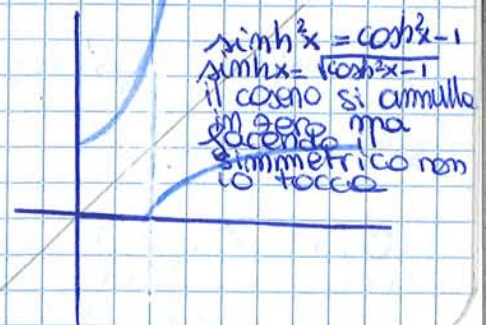 sinh²x = cosh²x-1
sinhx = √cosh²x-1
il coseno si annulla
in zero ma
facendo il
simmetrico non
lo tocco